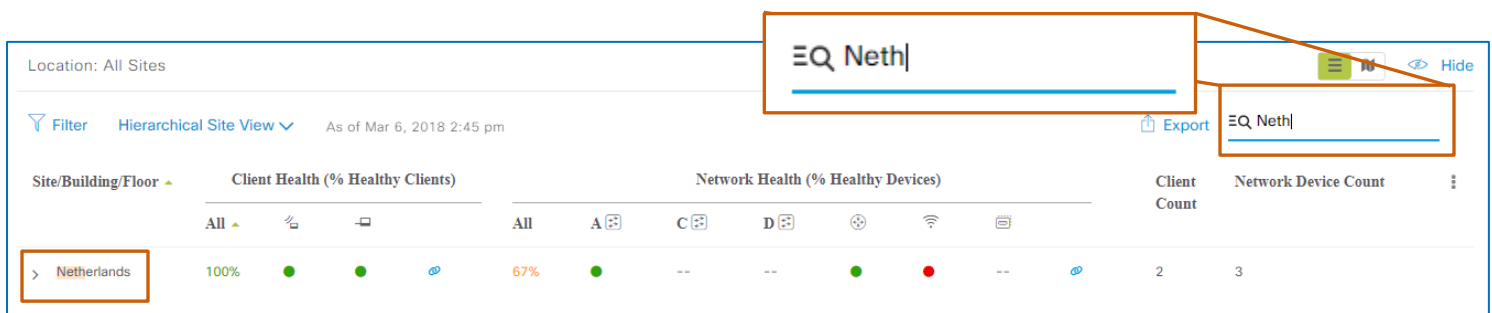 Neth
Location: All Sites
Hide
Filter Hierarchical Site View As of Mar 6, 2018 2:45 pm Export Neth
Site/Building/Floor Client Health (% Healthy Clients) Network Health (% Healthy Devices) Client Count Network Device Count
All All A C D
Netherlands 100% 67% -- -- -- 2 3